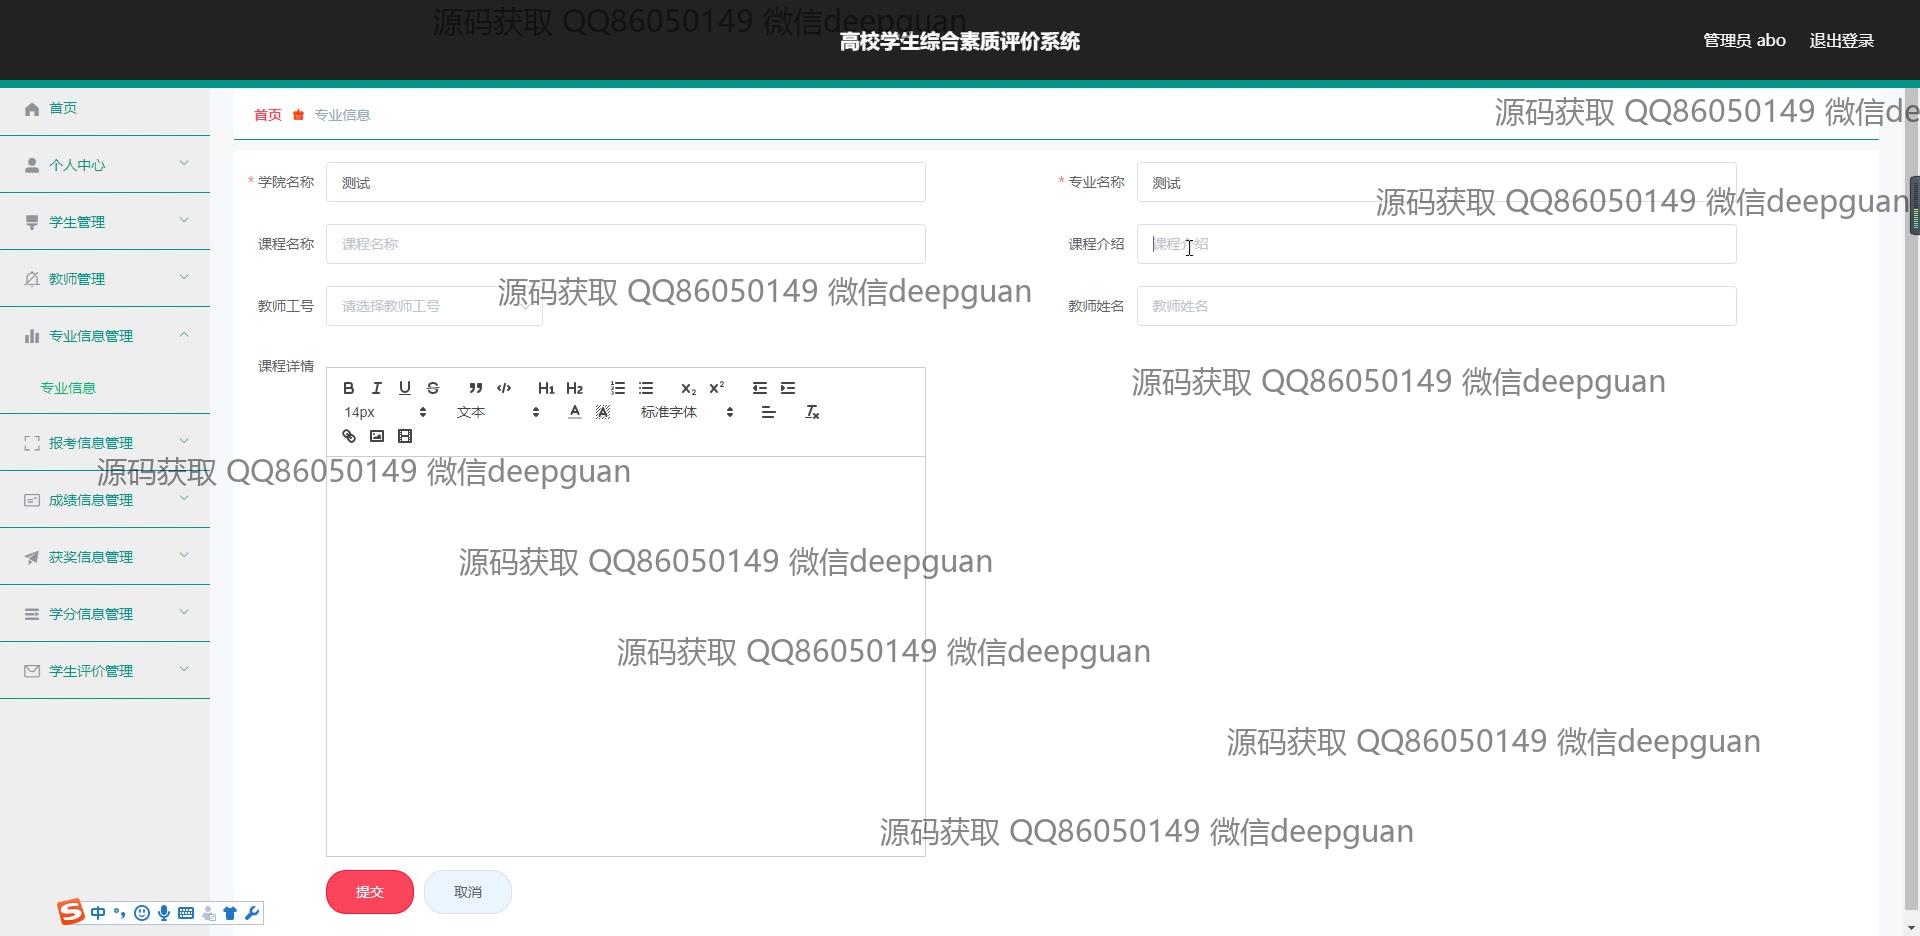 源码获取 QQ86050149 微信deepguan
高校学生综合素质评价系统
管理员 abo 退出登录
首页
首页 专业信息
源码获取 QQ86050149 微信de
个人中心
* 学院名称 测试
* 专业名称 测试
源码获取 QQ86050149 微信deepguan
学生管理
课程名称 课程名称
课程介绍 课程介绍
教师管理
源码获取 QQ86050149 微信deepguan
教师工号 请选择教师工号
教师姓名 教师姓名
专业信息管理
课程详情
专业信息
源码获取 QQ86050149 微信deepguan
B I U S H1 H2 X2 X2
14px 文本 A A 标准字体 Tx
报考信息管理
源码获取 QQ86050149 微信deepguan
成绩信息管理
获奖信息管理
源码获取 QQ86050149 微信deepguan
学分信息管理
源码获取 QQ86050149 微信deepguan
学生评价管理
源码获取 QQ86050149 微信deepguan
源码获取 QQ86050149 微信deepguan
提交 取消
S 中